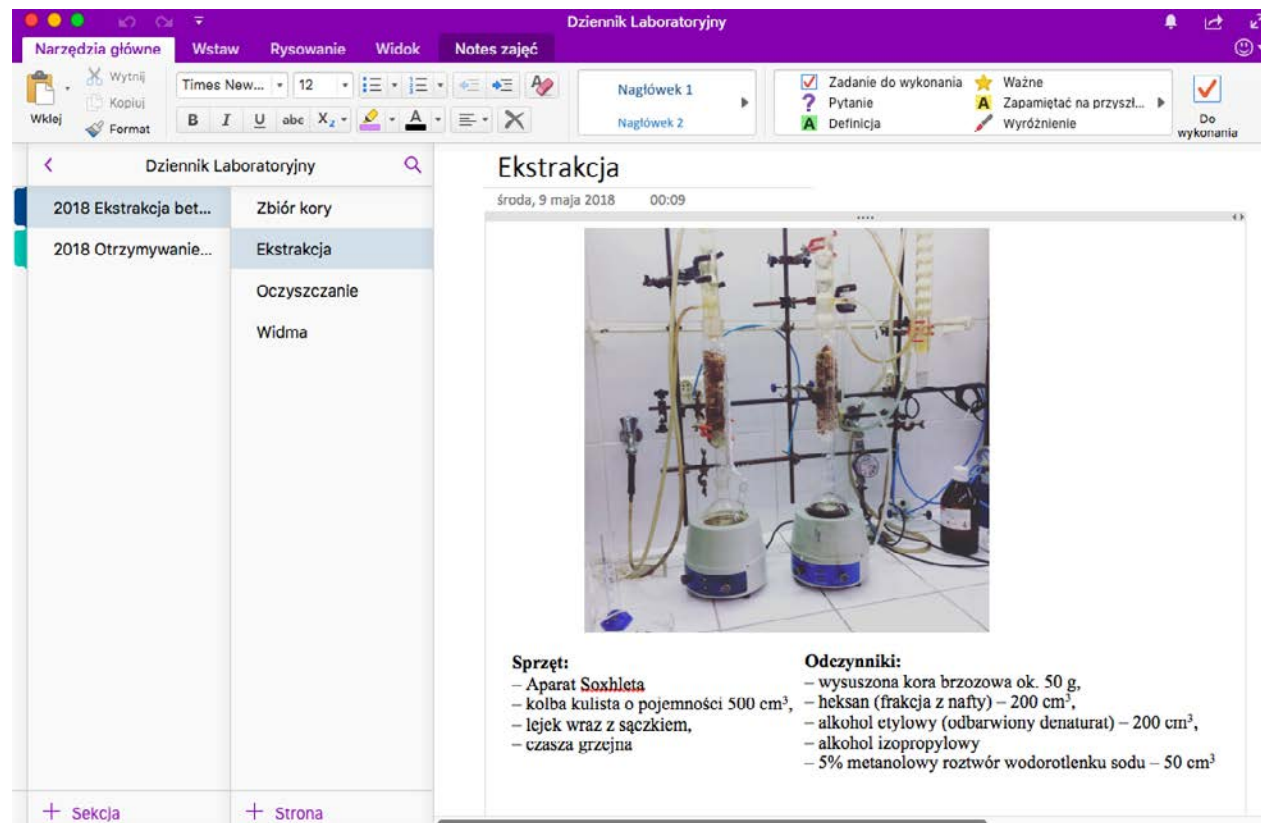 Dziennik Laboratoryjny
Narzędzia główne Wstaw Rysowanie Widok Notes zajęć
Wklej
Wytnij
Kopiuj
Format
Times New... 12
B I U abc X₂ A
Nagłówek 1
Nagłówek 2
Zadanie do wykonania
Pytanie
Definicja
Ważne
Zapamiętać na przyszł...
Wyróżnienie
Do
wykonania
Dziennik Laboratoryjny
2018 Ekstrakcja bet...
2018 Otrzymywanie...
Zbiór kory
Ekstrakcja
Oczyszczanie
Widma
+ Sekcja
+ Strona
Ekstrakcja
środa, 9 maja 2018 00:09
Sprzęt:
– Aparat Soxhleta
– kolba kulista o pojemności 500 cm³,
– lejek wraz z sączkiem,
– czasza grzejna
Odczynniki:
– wysuszona kora brzozowa ok. 50 g,
– heksan (frakcja z nafty) – 200 cm³,
– alkohol etylowy (odbarwiony denaturat) – 200 cm³,
– alkohol izopropylowy
– 5% metanolowy roztwór wodorotlenku sodu – 50 cm³